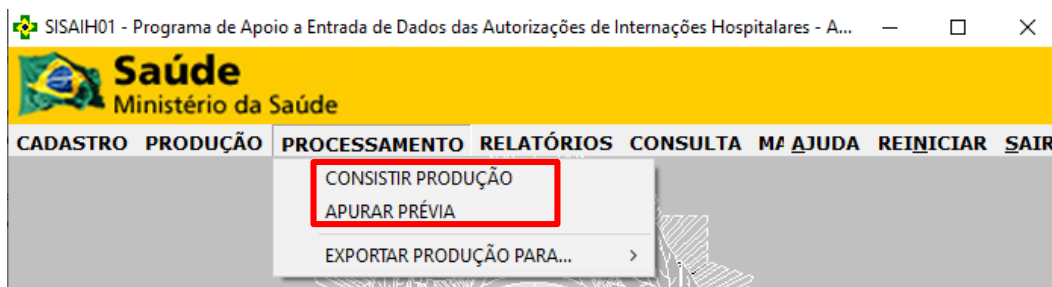 SISAIH01 - Programa de Apoio a Entrada de Dados das Autorizações de Internações Hospitalares - A...
Saúde
Ministério da Saúde
CADASTRO PRODUÇÃO PROCESSAMENTO RELATÓRIOS CONSULTA MA AJUDA REINICIAR SAIR
CONSISTIR PRODUÇÃO
APURAR PRÉVIA
EXPORTAR PRODUÇÃO PARA...